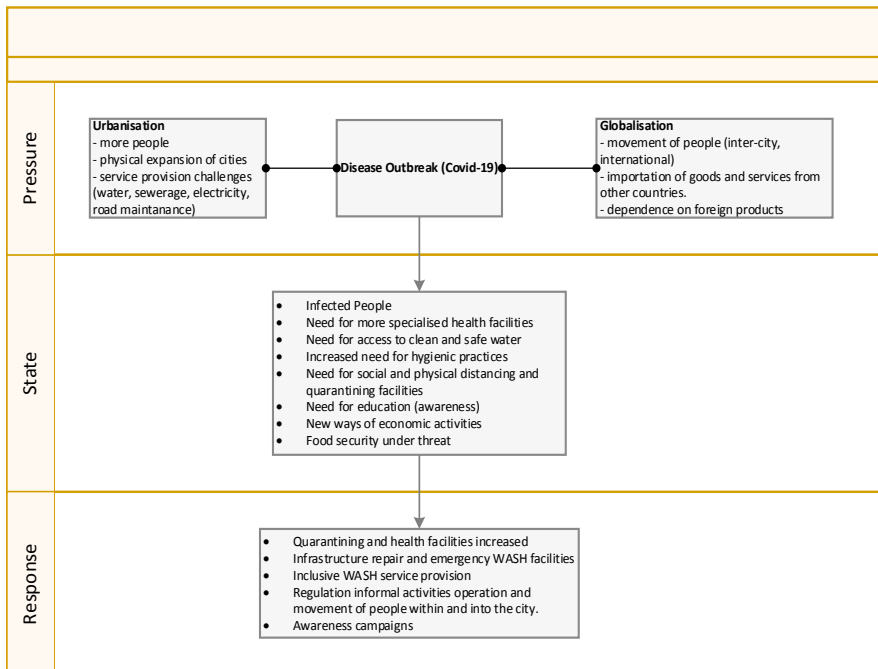 Pressure
Urbanisation
- more people
- physical expansion of cities
- service provision challenges
(water, sewerage, electricity,
road maintanance)
Disease Outbreak (Covid-19)
Globalisation
- movement of people (inter-city,
international)
- importation of goods and services from
other countries.
- dependence on foreign products
State
• Infected People
• Need for more specialised health facilities
• Need for access to clean and safe water
• Increased need for hygienic practices
• Need for social and physical distancing and
quarantining facilities
• Need for education (awareness)
• New ways of economic activities
• Food security under threat
Response
• Quarantining and health facilities increased
• Infrastructure repair and emergency WASH facilities
• Inclusive WASH service provision
• Regulation informal activities operation and
movement of people within and into the city.
• Awareness campaigns